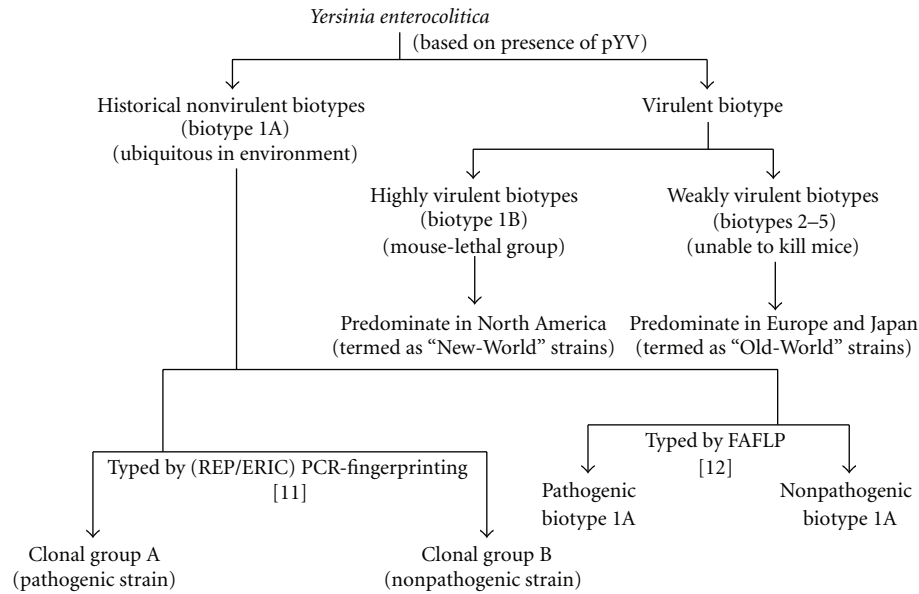 Yersinia enterocolitica
(based on presence of pYV)
Historical nonvirulent biotypes
(biotype 1A)
(ubiquitous in environment)
Virulent biotype
Highly virulent biotypes
(biotype 1B)
(mouse-lethal group)
Weakly virulent biotypes
(biotypes 2–5)
(unable to kill mice)
Predominate in North America
(termed as “New-World” strains)
Predominate in Europe and Japan
(termed as “Old-World” strains)
Typed by (REP/ERIC) PCR-fingerprinting
[11]
Typed by FAFLP
[12]
Pathogenic
biotype 1A
Nonpathogenic
biotype 1A
Clonal group A
(pathogenic strain)
Clonal group B
(nonpathogenic strain)